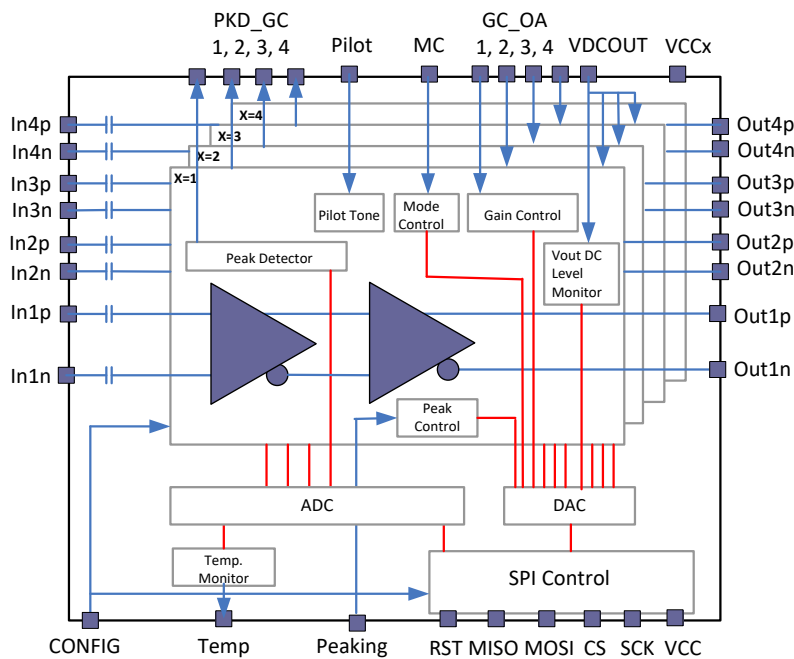 PKD_GC
1, 2, 3, 4
Pilot
MC
GC_OA
1, 2, 3, 4
VDCOUT
VCCx
In4p
In4n
In3p
In3n
In2p
In2n
In1p
In1n
X=4
X=3
X=2
X=1
Pilot Tone
Mode
Control
Gain Control
Peak Detector
Vout DC
Level
Monitor
Peak
Control
Out4p
Out4n
Out3p
Out3n
Out2p
Out2n
Out1p
Out1n
ADC
DAC
Temp.
Monitor
SPI Control
CONFIG
Temp
Peaking
RST
MISO
MOSI
CS
SCK
VCC